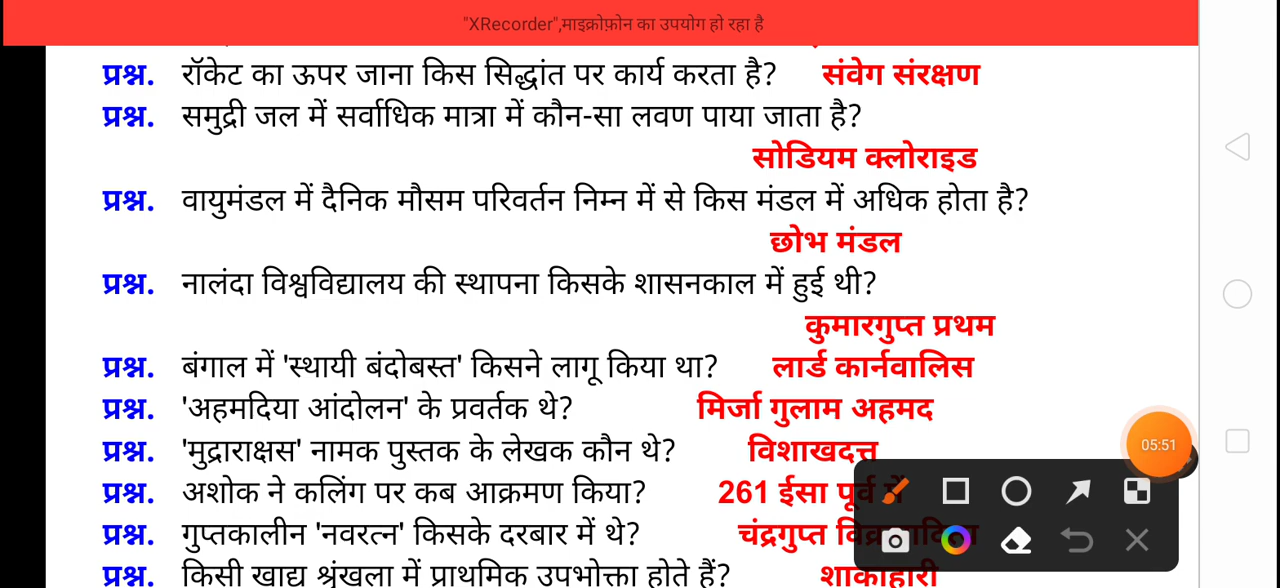 "XRecorder",माइक्रोफ़ोन का उपयोग हो रहा है
प्रश्न. रॉकेट का ऊपर जाना किस सिद्धांत पर कार्य करता है? संवेग संरक्षण
प्रश्न. समुद्री जल में सर्वाधिक मात्रा में कौन-सा लवण पाया जाता है?
सोडियम क्लोराइड
प्रश्न. वायुमंडल में दैनिक मौसम परिवर्तन निम्न में से किस मंडल में अधिक होता है?
छोभ मंडल
प्रश्न. नालंदा विश्वविद्यालय की स्थापना किसके शासनकाल में हुई थी?
कुमारगुप्त प्रथम
प्रश्न. बंगाल में 'स्थायी बंदोबस्त' किसने लागू किया था? लार्ड कार्नवालिस
प्रश्न. 'अहमदिया आंदोलन' के प्रवर्तक थे? मिर्जा गुलाम अहमद
प्रश्न. 'मुद्राराक्षस' नामक पुस्तक के लेखक कौन थे? विशाखदत्त
05:51
प्रश्न. अशोक ने कलिंग पर कब आक्रमण किया? 261 ईसा पूर्व में
प्रश्न. गुप्तकालीन 'नवरत्न' किसके दरबार में थे? चंद्रगुप्त विक्रमादित्य
प्रश्न. किसी खाद्य श्रृंखला में प्राथमिक उपभोक्ता होते हैं? शाकाहारी